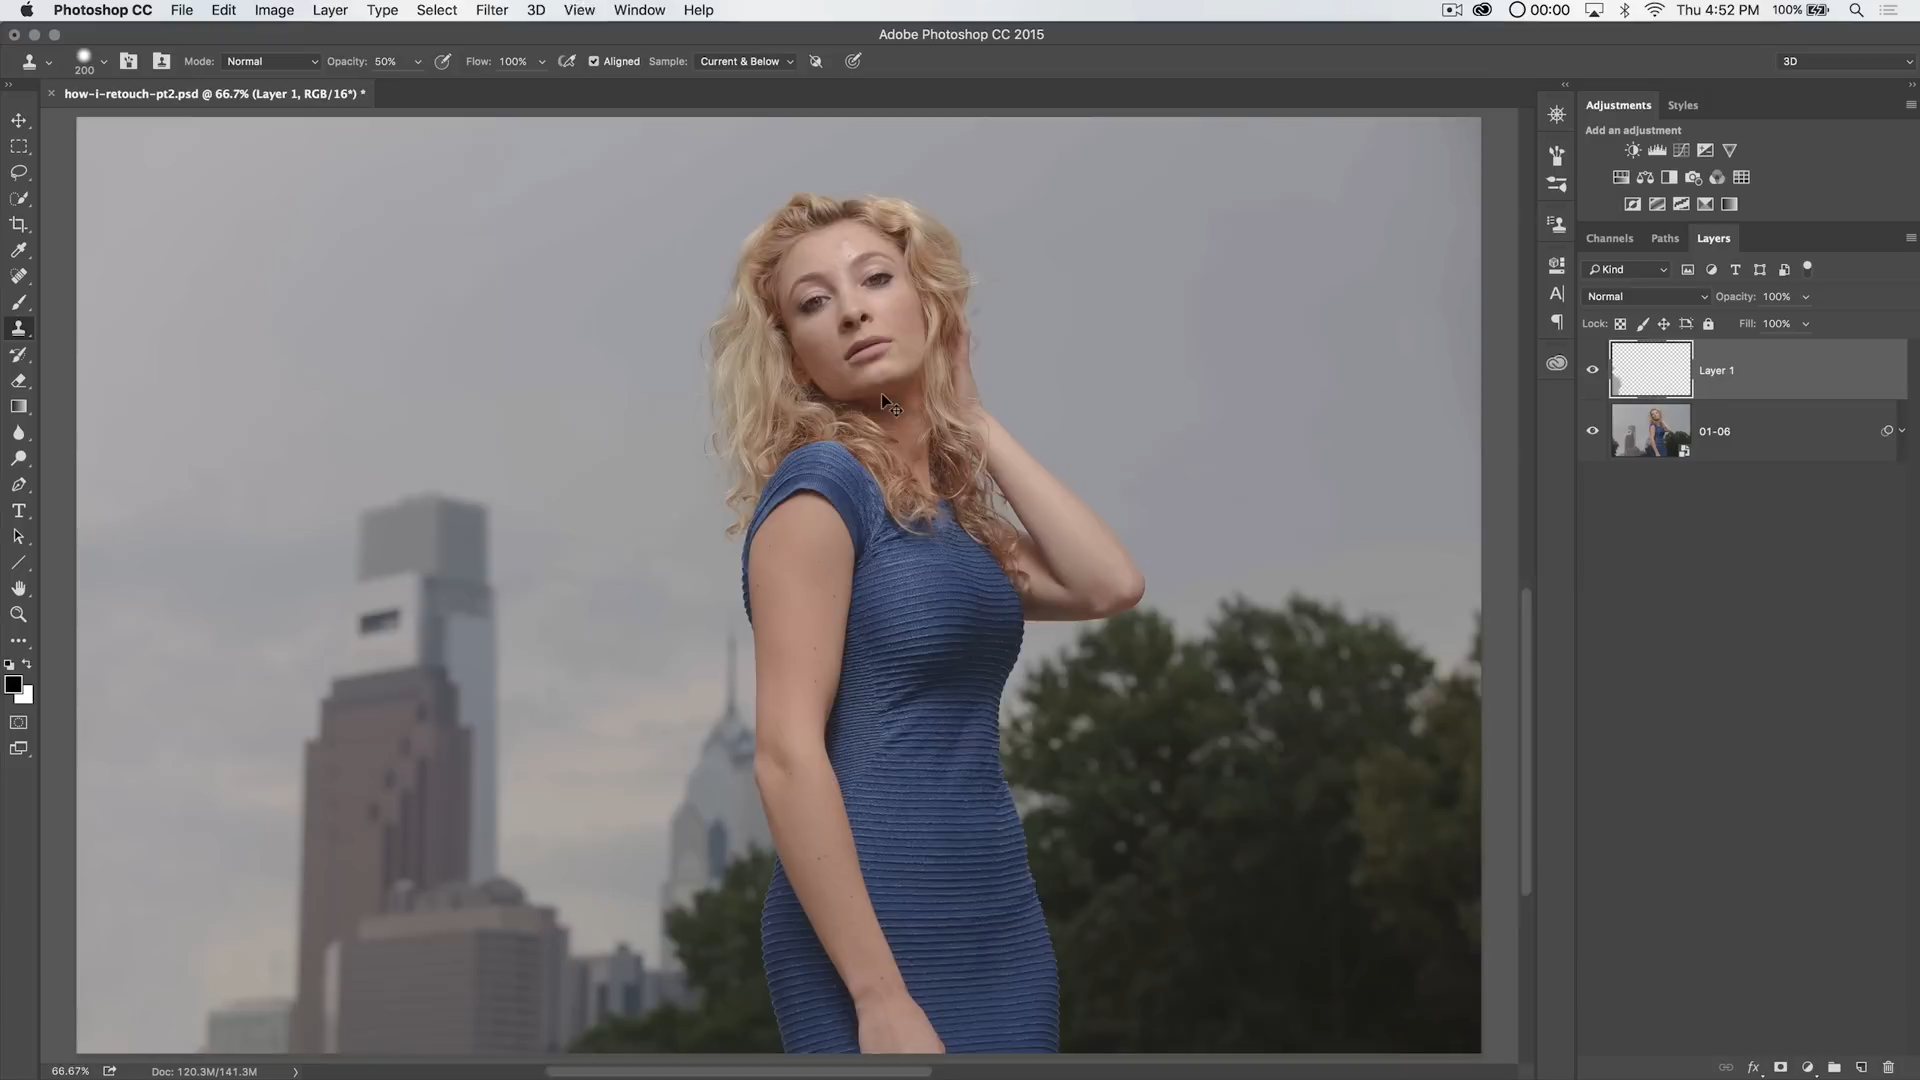 Photoshop CC File Edit Image Layer Type Select Filter 3D View Window Help 00:00 Thu 4:52 PM 100%
Adobe Photoshop CC 2015
200 Mode: Normal Opacity: 50% Flow: 100% Aligned Sample: Current & Below 3D
how-i-retouch-pt2.psd @ 66.7% (Layer 1, RGB/16*) *
Adjustments Styles
Add an adjustment
Channels Paths Layers
Kind
Normal Opacity: 100%
Lock: Fill: 100%
Layer 1
01-06
66.67% Doc: 120.3M/141.3M